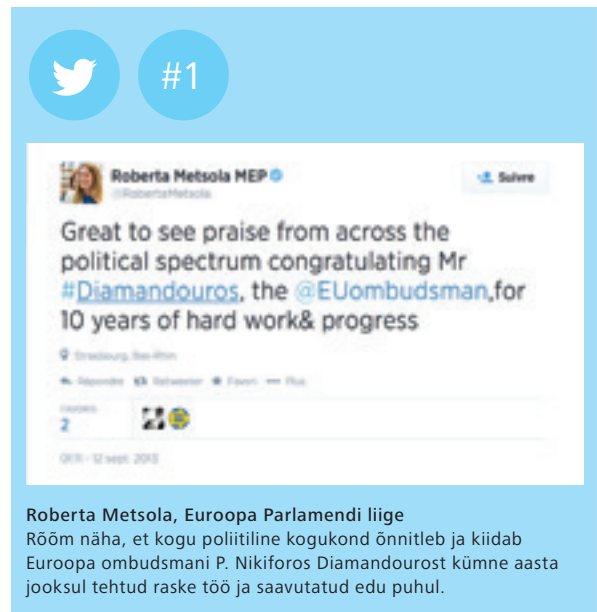 #1
Roberta Metsola MEP
@RobertaMetsola
Suivre
Great to see praise from across the
political spectrum congratulating Mr
#Diamandouros, the @EUombudsman,for
10 years of hard work& progress
Strasbourg, Bas-Rhin
Répondre Retweeter Favori Plus
FAVORIS
2
12 sept. 2013
Roberta Metsola, Euroopa Parlamendi liige
Rõõm näha, et kogu poliitiline kogukond õnnitleb ja kiidab
Euroopa ombudsmani P. Nikiforos Diamandourost kümne aasta
jooksul tehtud raske töö ja saavutatud edu puhul.